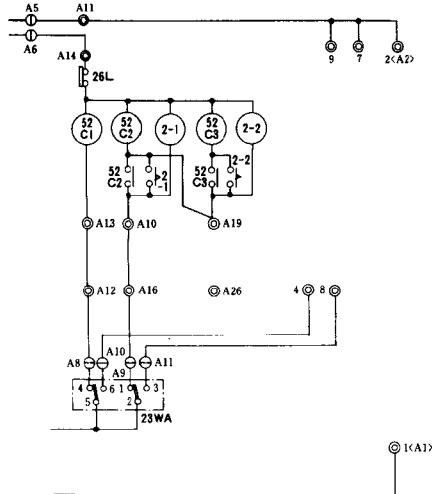 A5 A11
A6
A14
9 7 2<A2>
26L
52 C1 52 C2 2-1 52 C3 2-2
52 C2 2 -1 52 C3 2-2
A13 A10 A19
A12 A16 A26 4 8
A8 A10 A9 A11
4 6 1 3
5 2
23WA
1<A1>